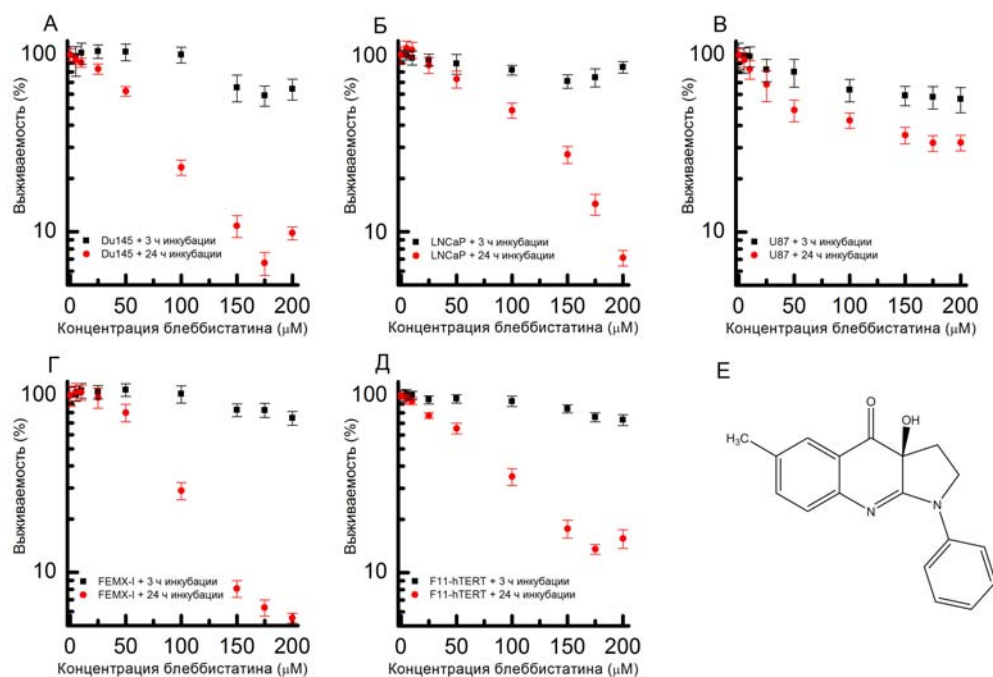 А
Выживаемость (%)
100
10
Du145 + 3 ч инкубации
Du145 + 24 ч инкубации
0 50 100 150 200
Концентрация блеббистатина (µM)
Б
Выживаемость (%)
100
10
LNCaP + 3 ч инкубации
LNCaP + 24 ч инкубации
0 50 100 150 200
Концентрация блеббистатина (µM)
В
Выживаемость (%)
100
10
U87 + 3 ч инкубации
U87 + 24 ч инкубации
0 50 100 150 200
Концентрация блеббистатина (µM)
Г
Выживаемость (%)
100
10
FEMX-I + 3 ч инкубации
FEMX-I + 24 ч инкубации
0 50 100 150 200
Концентрация блеббистатина (µM)
Д
Выживаемость (%)
100
10
F11-hTERT + 3 ч инкубации
F11-hTERT + 24 ч инкубации
0 50 100 150 200
Концентрация блеббистатина (µM)
Е
O
OH
H₃C
N
N